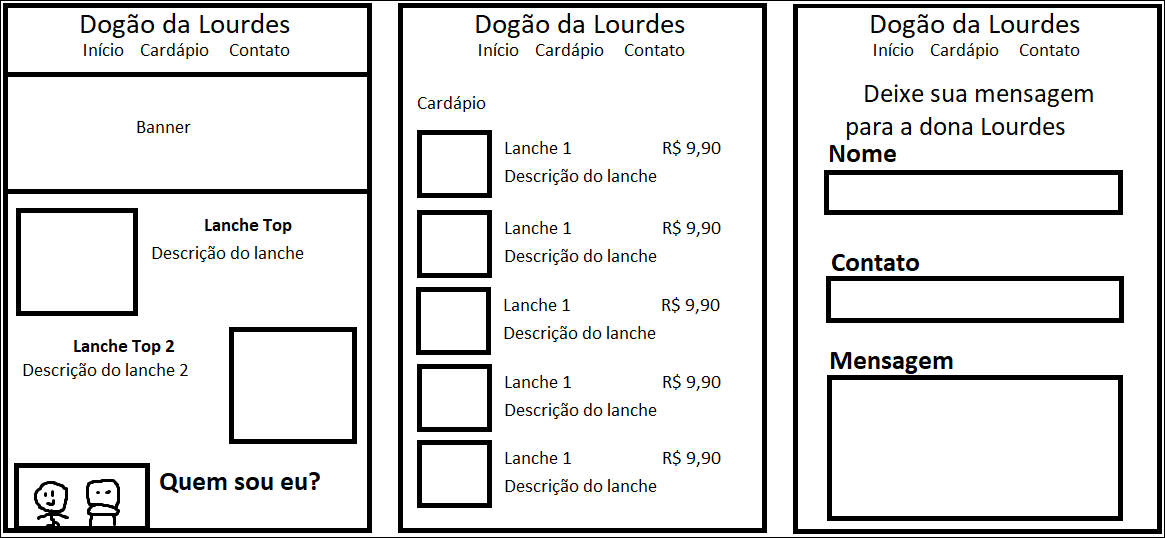 Dogão da Lourdes
Início Cardápio Contato
Banner
Lanche Top
Descrição do lanche
Lanche Top 2
Descrição do lanche 2
Quem sou eu?
Dogão da Lourdes
Início Cardápio Contato
Cardápio
Lanche 1 R$ 9,90
Descrição do lanche
Lanche 1 R$ 9,90
Descrição do lanche
Lanche 1 R$ 9,90
Descrição do lanche
Lanche 1 R$ 9,90
Descrição do lanche
Lanche 1 R$ 9,90
Descrição do lanche
Dogão da Lourdes
Início Cardápio Contato
Deixe sua mensagem
para a dona Lourdes
Nome
Contato
Mensagem